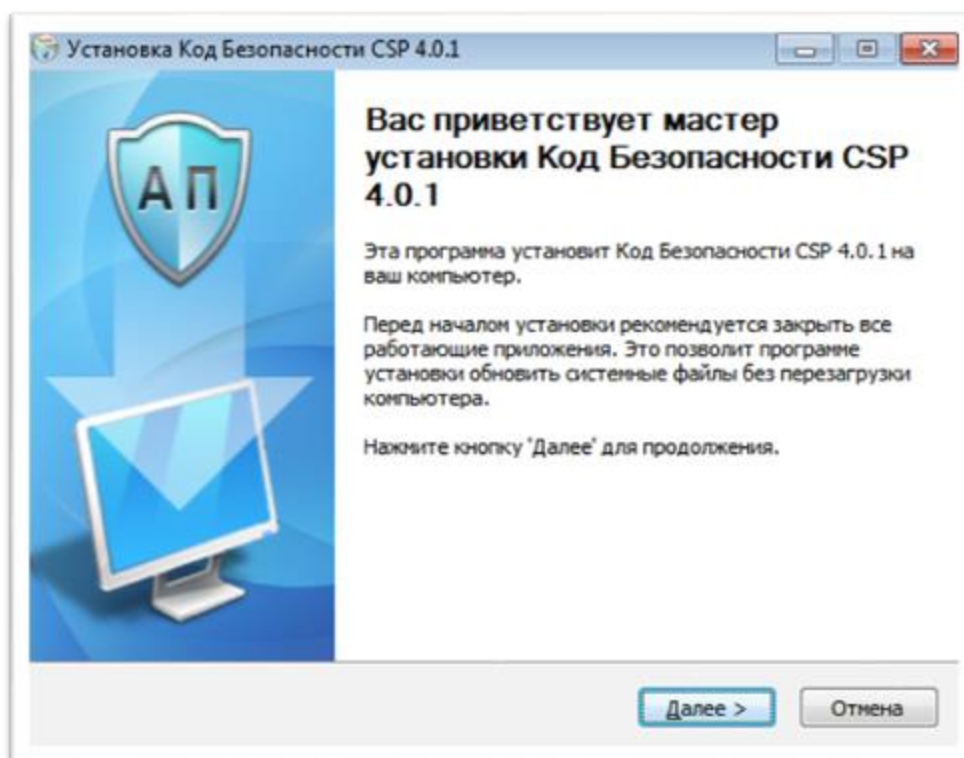 Установка Код Безопасности CSP 4.0.1
АП
Вас приветствует мастер
установки Код Безопасности CSP
4.0.1
Эта программа установит Код Безопасности CSP 4.0.1 на
ваш компьютер.
Перед началом установки рекомендуется закрыть все
работающие приложения. Это позволит программе
установки обновить системные файлы без перезагрузки
компьютера.
Нажмите кнопку 'Далее' для продолжения.
Далее >
Отмена